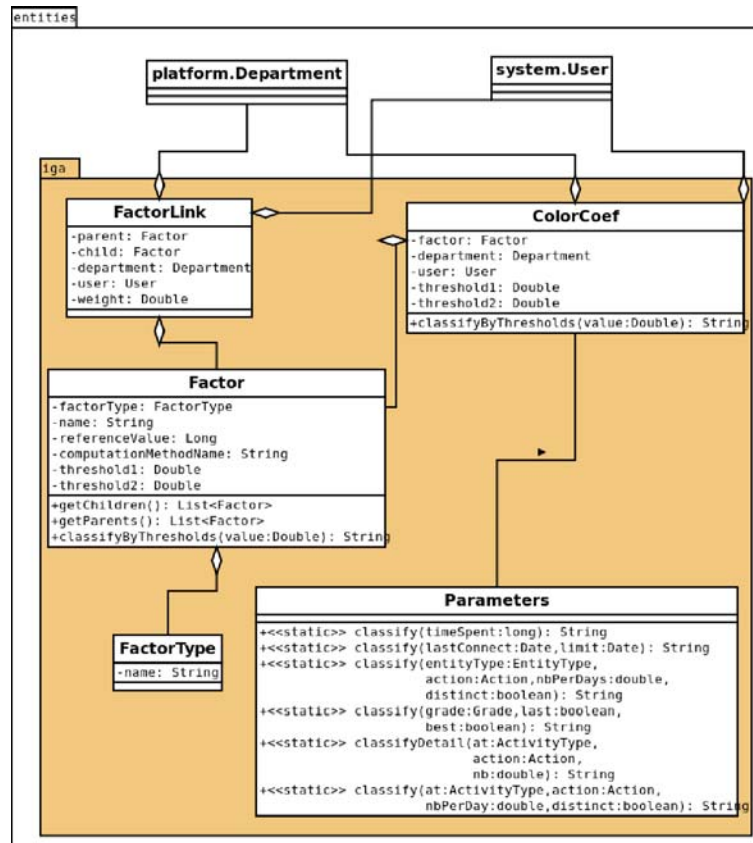 entities
platform.Department
system.User
iga
FactorLink
-parent: Factor
-child: Factor
-department: Department
-user: User
-weight: Double
ColorCoef
-factor: Factor
-department: Department
-user: User
-threshold1: Double
-threshold2: Double
+classifyByThresholds(value:Double): String
Factor
-factorType: FactorType
-name: String
-referenceValue: Long
-computationMethodName: String
-threshold1: Double
-threshold2: Double
+getChildren(): List<Factor>
+getParents(): List<Factor>
+classifyByThresholds(value:Double): String
FactorType
-name: String
Parameters
+<<static>> classify(timeSpent:long): String
+<<static>> classify(lastConnect:Date,limit:Date): String
+<<static>> classify(entityType:EntityType,
action:Action,nbPerDays:double,
distinct:boolean): String
+<<static>> classify(grade:Grade,last:boolean,
best:boolean): String
+<<static>> classifyDetail(at:ActivityType,
action:Action,
nb:double): String
+<<static>> classify(at:ActivityType,action:Action,
nbPerDay:double,distinct:boolean): String